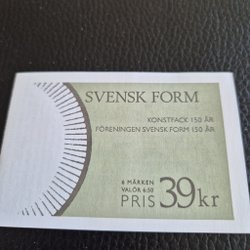 SVENSK FORM
KONSTFACK 150 ÅR
FÖRENINGEN SVENSK FORM 150 ÅR
6 MÄRKEN
VALÖR 6:50
PRIS 39 kr